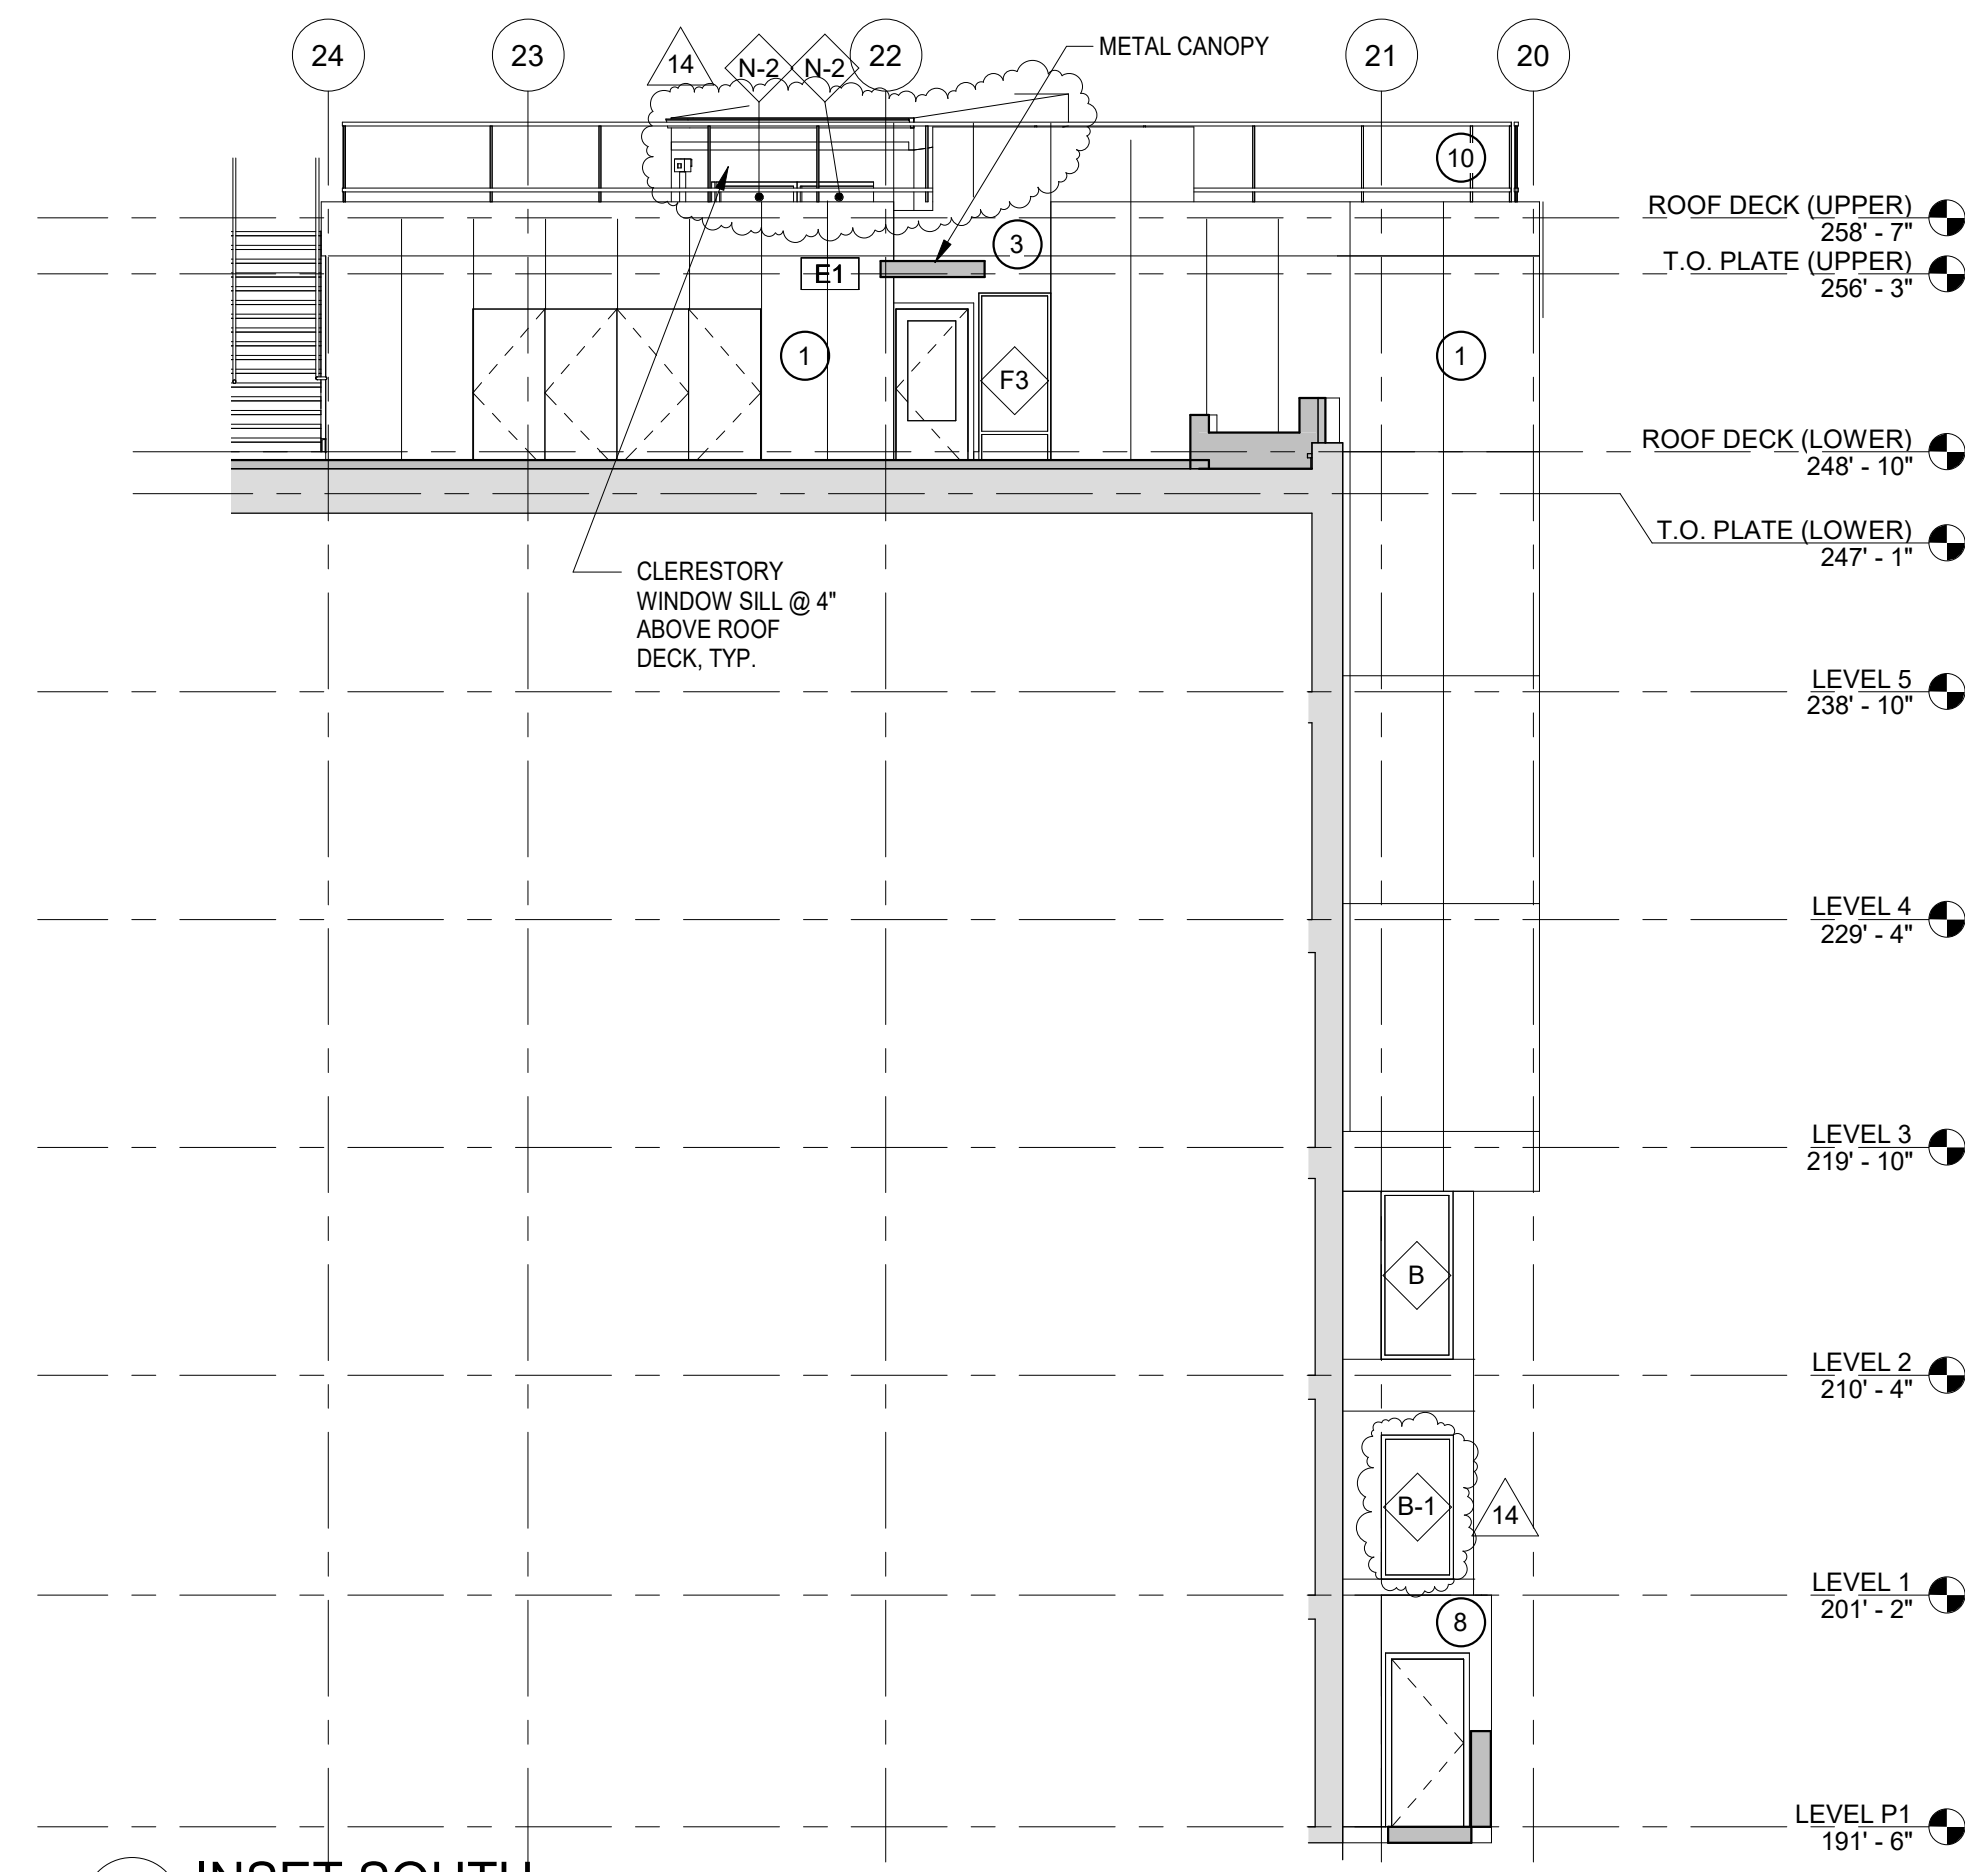 24
23
14
N-2
N-2
22
METAL CANOPY
21
20
10
ROOF DECK (UPPER)
258' - 7"
3
T.O. PLATE (UPPER)
256' - 3"
E1
1
F3
1
ROOF DECK (LOWER)
248' - 10"
T.O. PLATE (LOWER)
247' - 1"
CLERESTORY
WINDOW SILL @ 4"
ABOVE ROOF
DECK, TYP.
LEVEL 5
238' - 10"
LEVEL 4
229' - 4"
LEVEL 3
219' - 10"
B
LEVEL 2
210' - 4"
B-1
14
LEVEL 1
201' - 2"
8
LEVEL P1
191' - 6"
INSET SOUTH